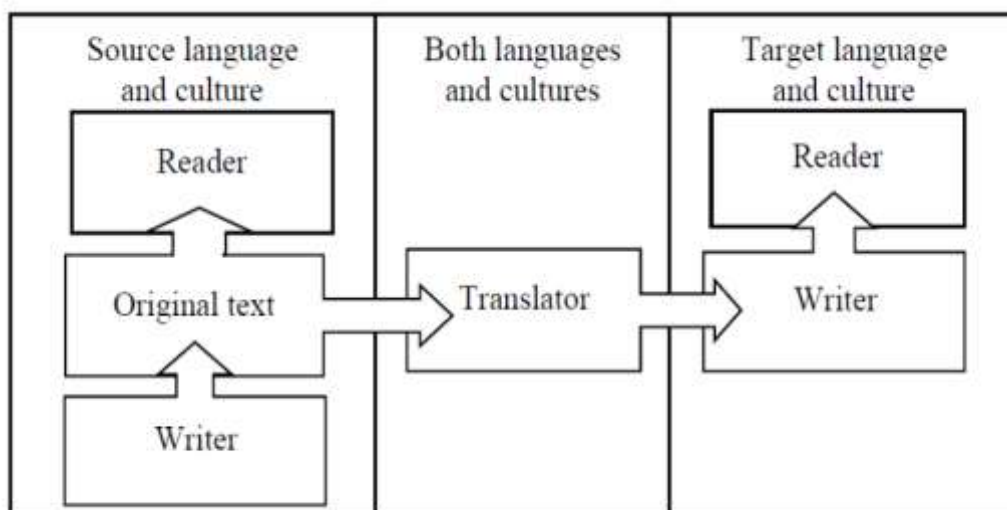 Source language
and culture
Reader
Original text
Writer
Both languages
and cultures
Translator
Target language
and culture
Reader
Writer